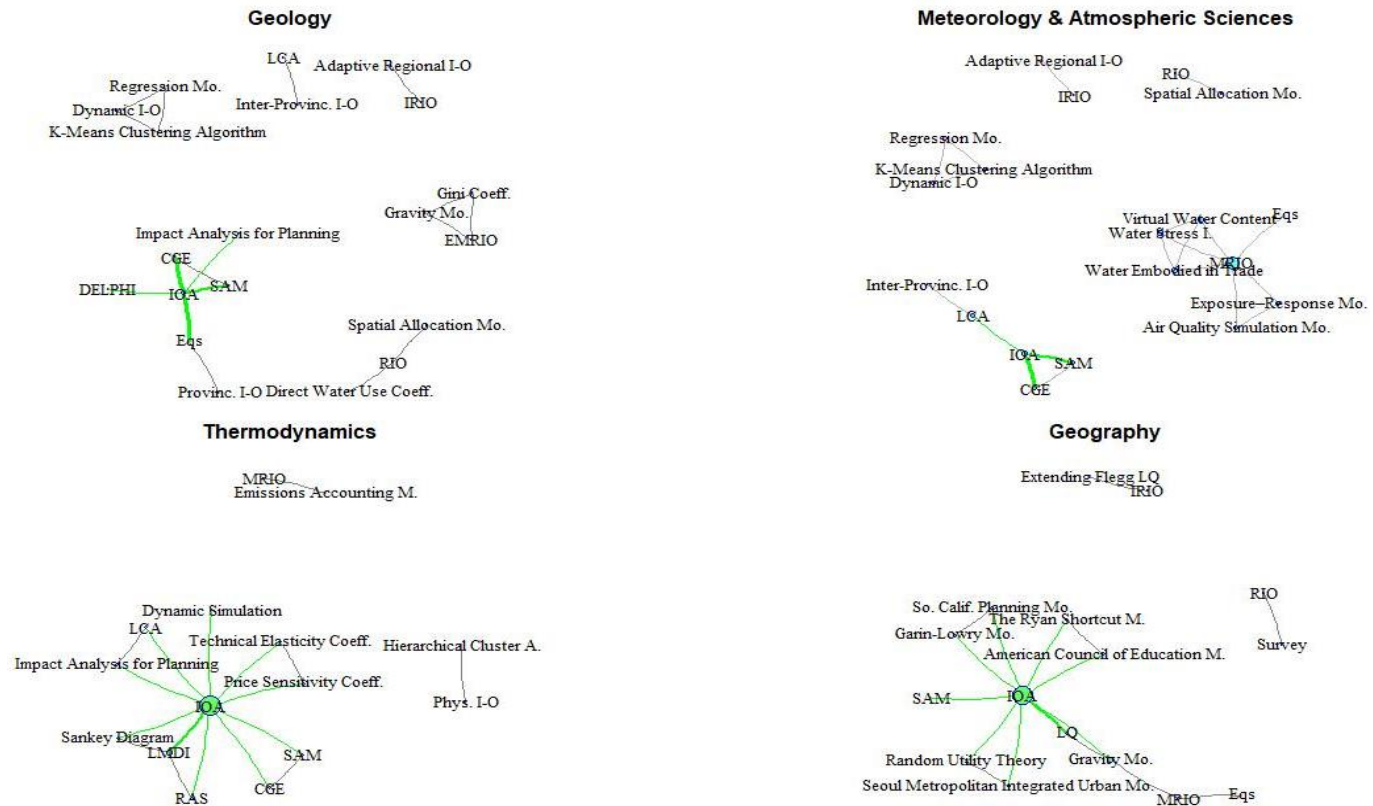 Geology
LCA
Adaptive Regional I-O
Regression Mo.
Dynamic I-O
Inter-Provinc. I-O
IRIO
K-Means Clustering Algorithm
Gini Coeff.
Gravity Mo.
EMRIO
Impact Analysis for Planning
CGE
SAM
DELPHI
IOA
Eqs
Spatial Allocation Mo.
RIO
Provinc. I-O
Direct Water Use Coeff.
Meteorology & Atmospheric Sciences
Adaptive Regional I-O
IRIO
RIO
Spatial Allocation Mo.
Regression Mo.
K-Means Clustering Algorithm
Dynamic I-O
Virtual Water Content
Eqs
Water Stress I.
MRIO
Water Embodied in Trade
Inter-Provinc. I-O
Exposure–Response Mo.
LCA
Air Quality Simulation Mo.
IOA
SAM
CGE
Thermodynamics
MRIO
Emissions Accounting M.
Dynamic Simulation
LCA
Technical Elasticity Coeff.
Hierarchical Cluster A.
Impact Analysis for Planning
Price Sensitivity Coeff.
Phys. I-O
IOA
Sankey Diagram
LMDI
SAM
RAS
CGE
Geography
Extending Flegg LQ
IRIO
RIO
Survey
So. Calif. Planning Mo.
The Ryan Shortcut M.
Garin-Lowry Mo.
American Council of Education M.
SAM
IOA
LQ
Random Utility Theory
Gravity Mo.
Seoul Metropolitan Integrated Urban Mo.
MRIO
Eqs